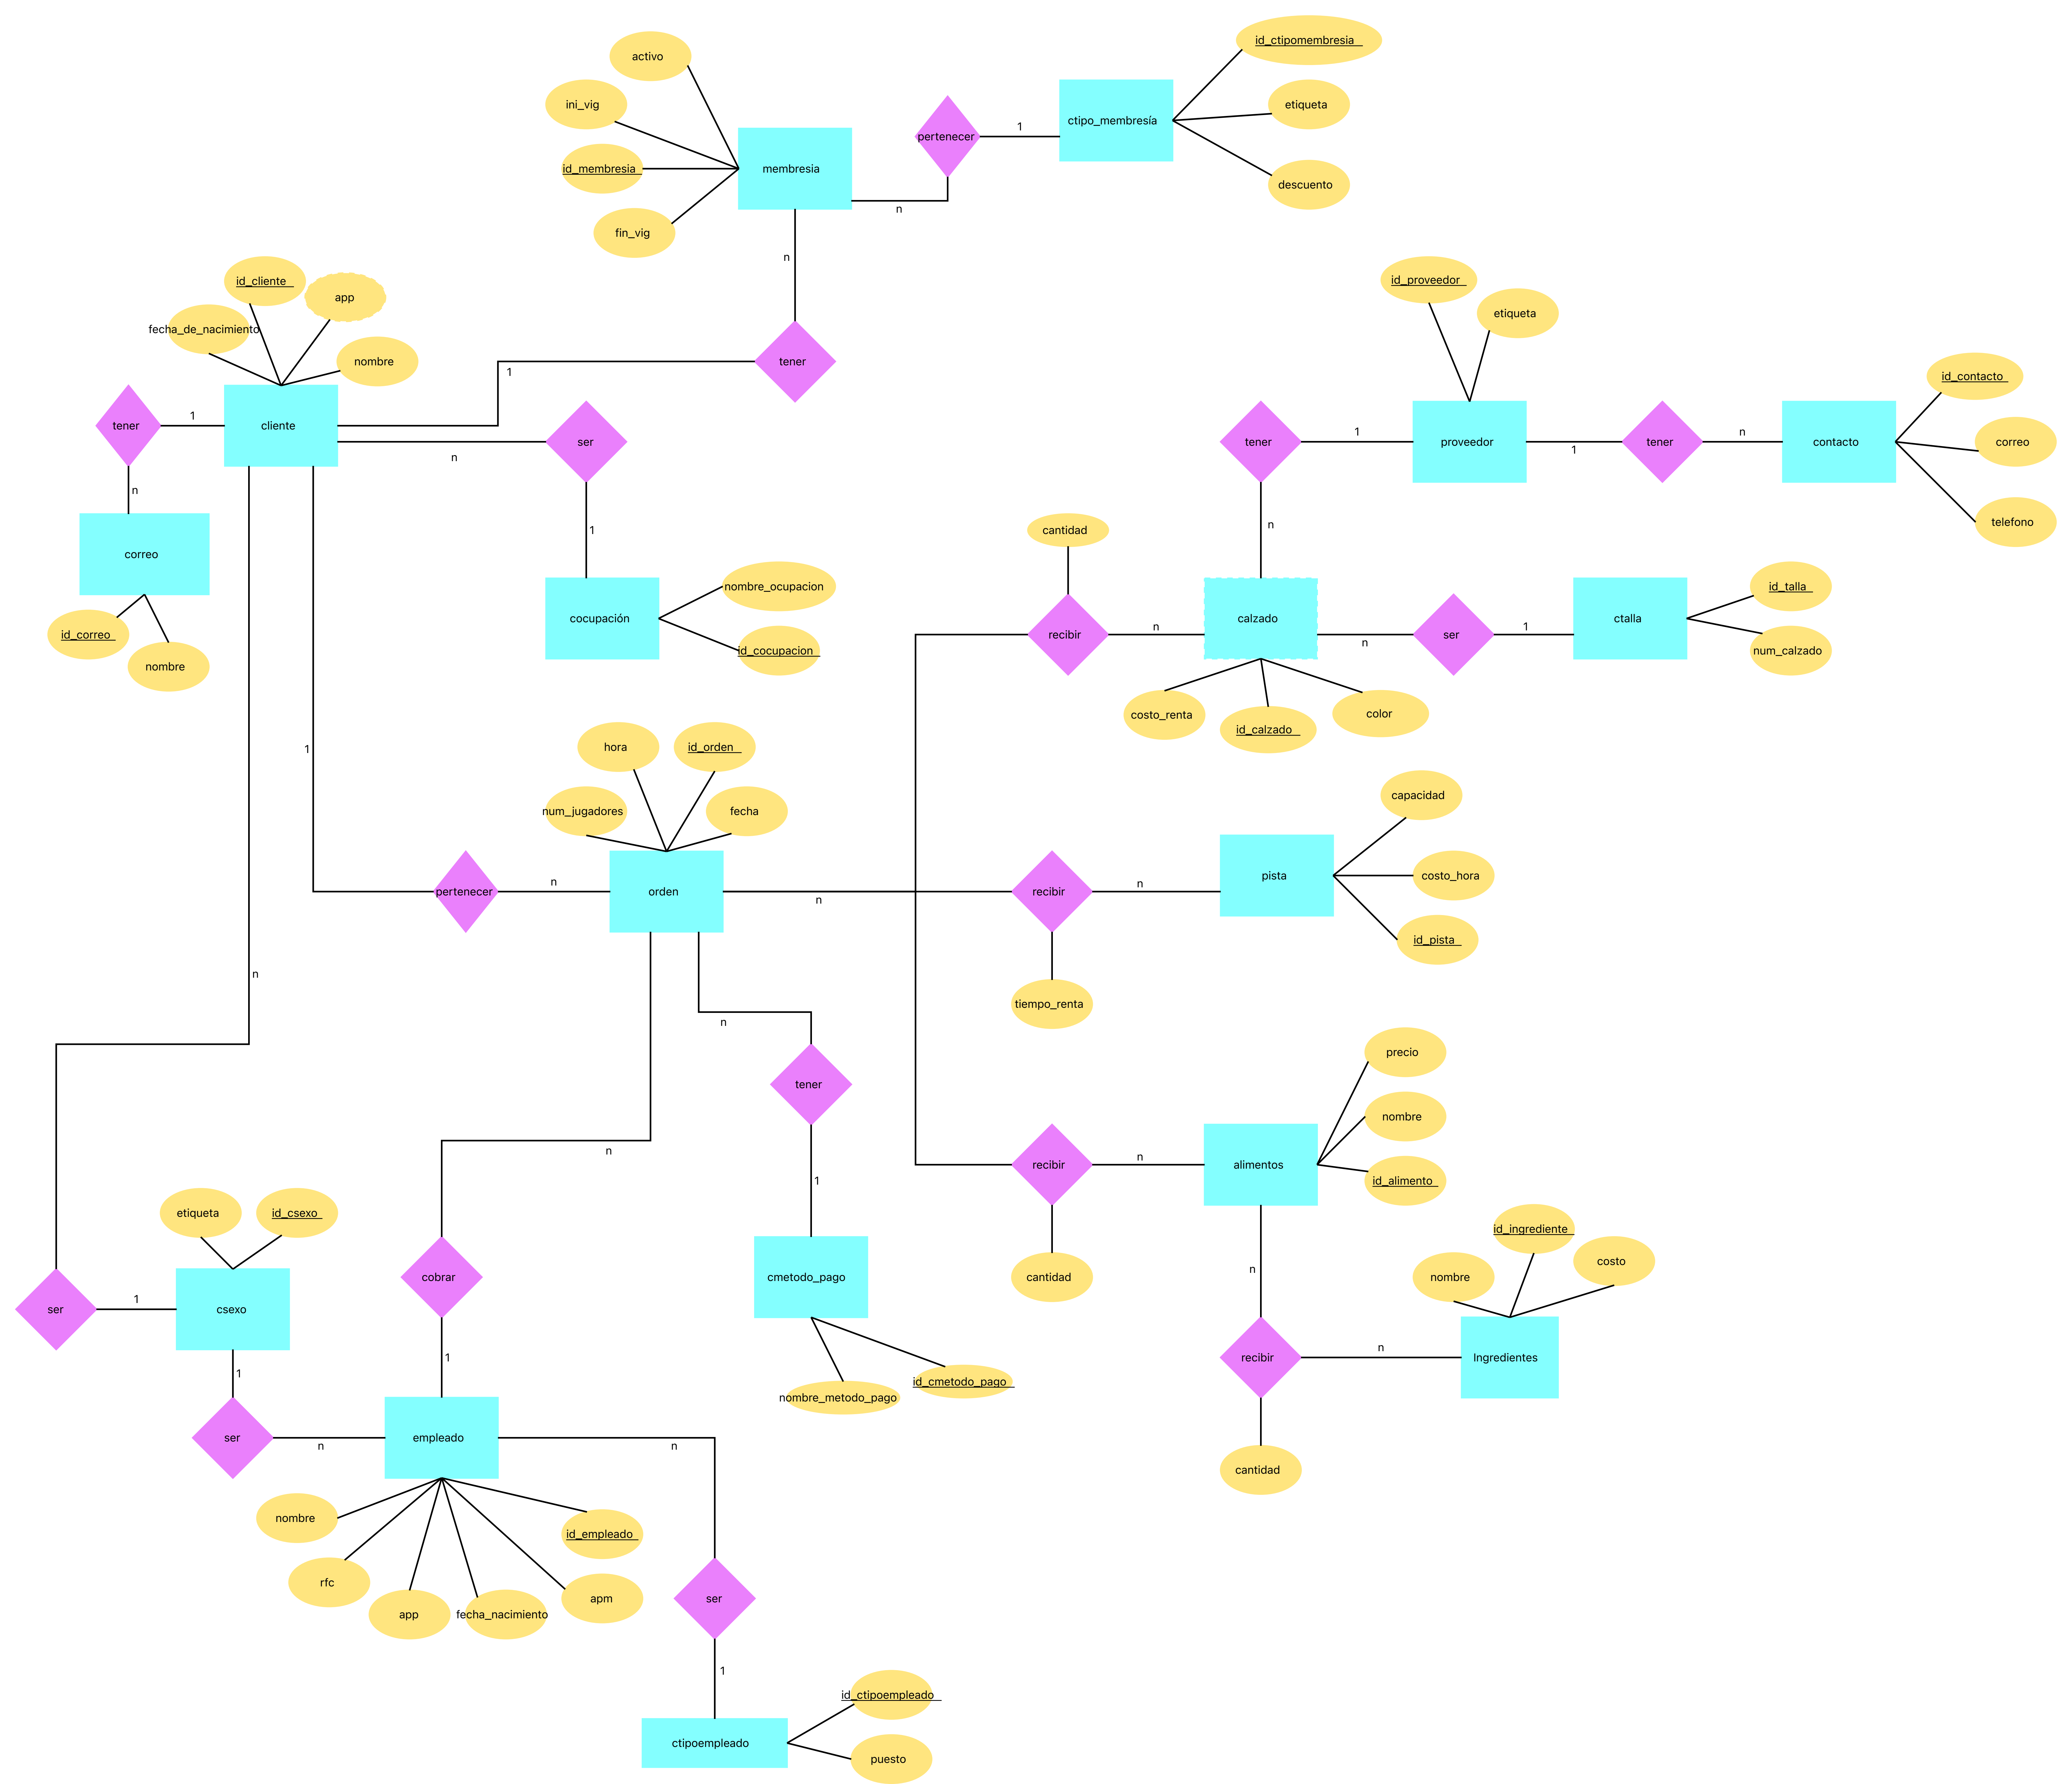 id_ctipomembresia
activo
ini_vig
etiqueta
ctipo_membresía
1
pertenecer
id_membresia
membresia
descuento
n
fin_vig
n
id_cliente
app
id_proveedor
etiqueta
fecha_de_nacimiento
nombre
tener
1
id_contacto
1
tener
cliente
n
ser
tener
1
proveedor
1
tener
n
contacto
correo
n
1
n
cantidad
telefono
correo
nombre_ocupacion
id_talla
cocupación
calzado
ctalla
id_correo
nombre
id_cocupacion
recibir
n
n
ser
1
num_calzado
costo_renta
id_calzado
color
1
hora
id_orden
num_jugadores
fecha
capacidad
pista
costo_hora
pertenecer
n
orden
n
recibir
n
id_pista
n
tiempo_renta
n
precio
tener
nombre
n
recibir
n
alimentos
id_alimento
1
etiqueta
id_csexo
id_ingrediente
n
costo
cobrar
cmetodo_pago
cantidad
nombre
ser
1
csexo
1
1
recibir
n
Ingredientes
nombre_metodo_pago
id_cmetodo_pago
ser
n
empleado
n
cantidad
nombre
id_empleado
rfc
app
fecha_nacimiento
apm
ser
1
id_ctipoempleado
ctipoempleado
puesto